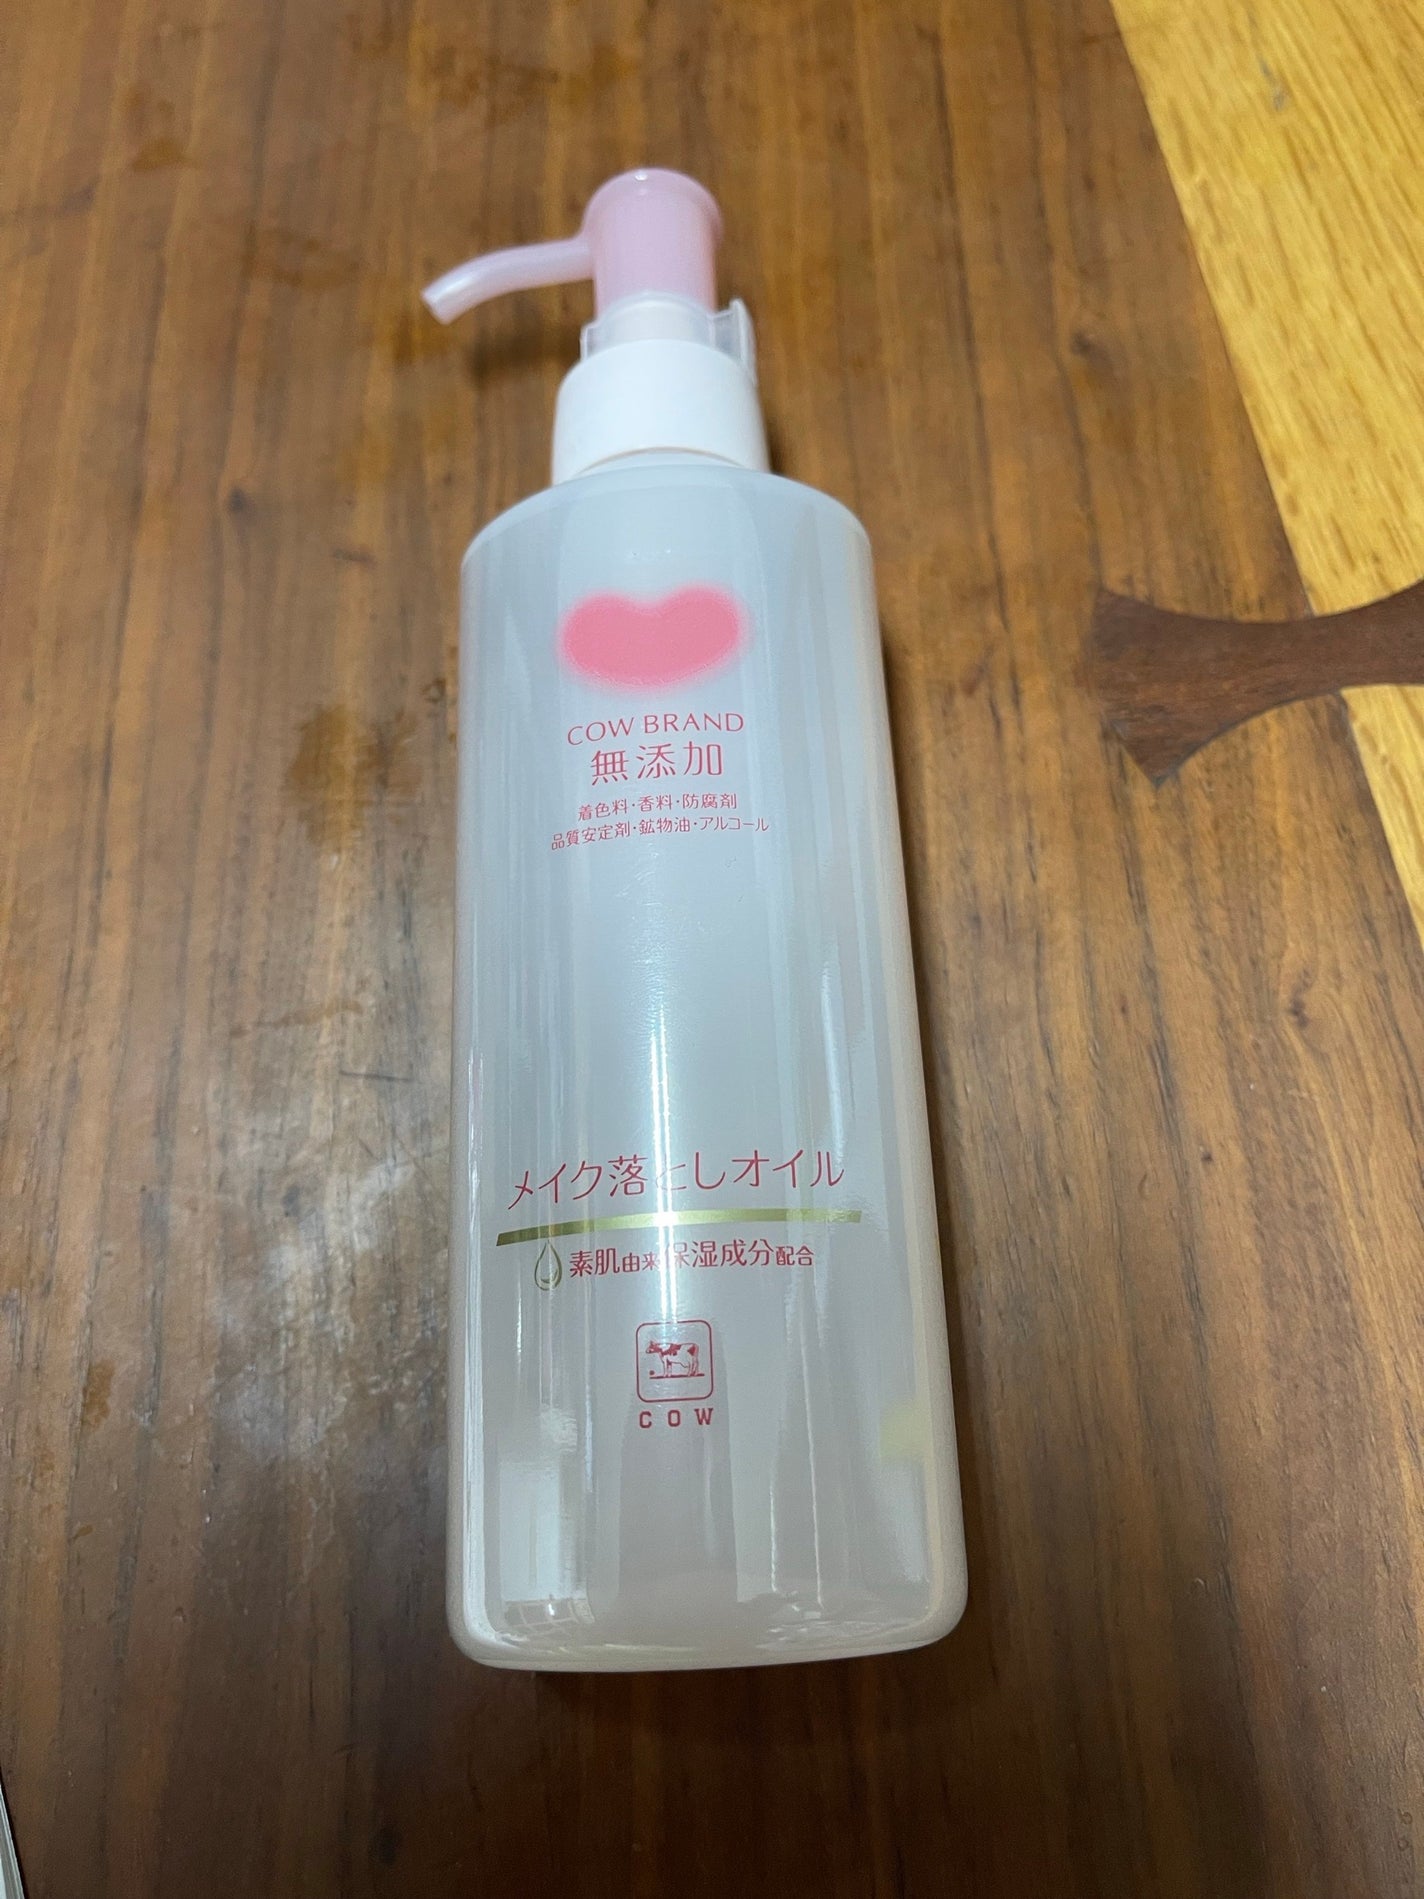 COW BRAND
無添加
着色料・香料・防腐剤
品質安定剤・鉱物油・アルコール
メイク落としオイル
素肌由来保湿成分配合
COW